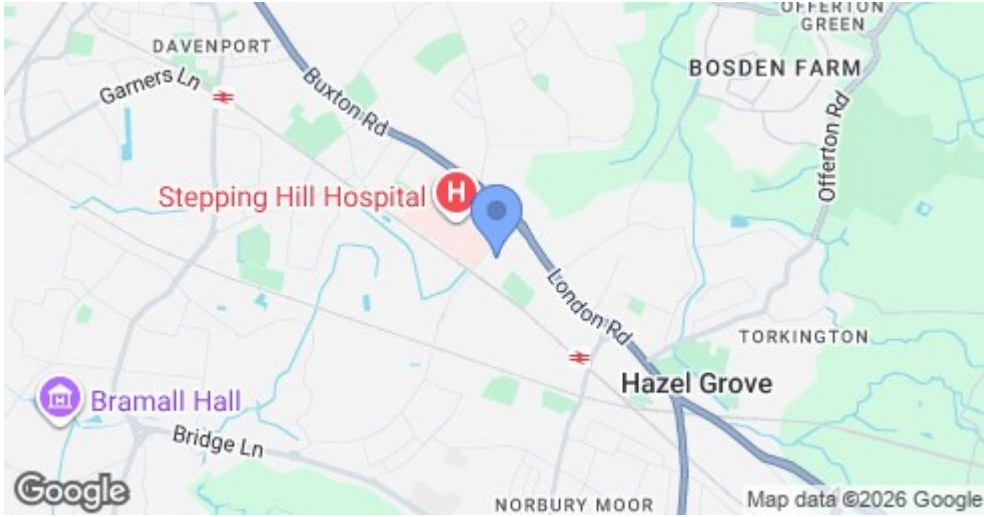 OFFERTON
GREEN
DAVENPORT
BOSDEN FARM
Garners Ln
Buxton Rd
Offerton Rd
Stepping Hill Hospital
H
London Rd
TORKINGTON
Hazel Grove
Bramall Hall
Bridge Ln
NORBURY MOOR
Google
Map data ©2026 Google